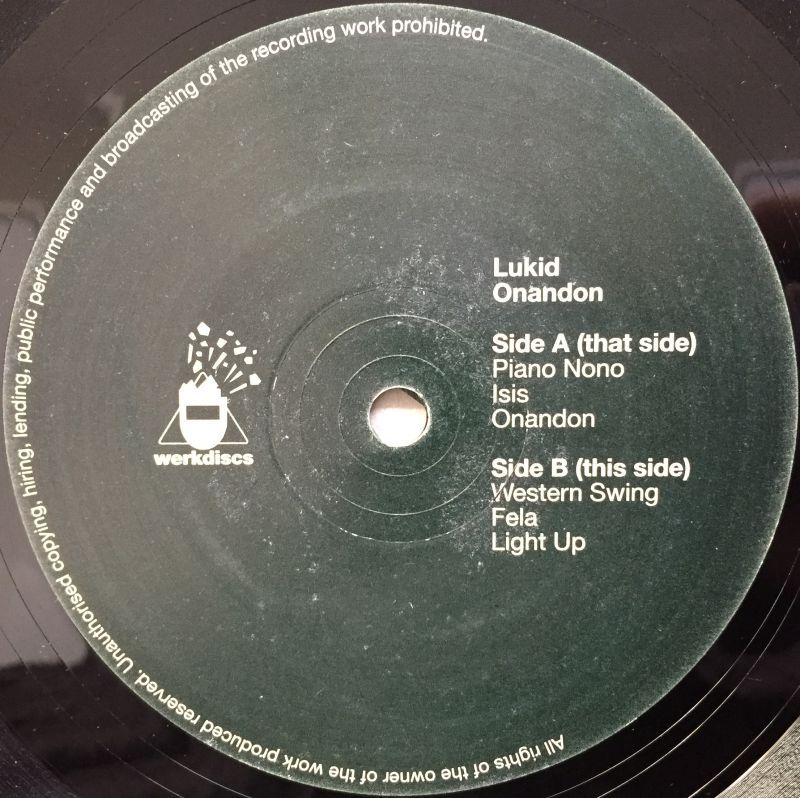 Lukid
Onandon
Side A (that side)
Piano Nono
Isis
Onandon
Side B (this side)
Western Swing
Fela
Light Up
werkdiscs
All rights of the owner of the work produced reserved. Unauthorised copying, hiring, lending, public performance and broadcasting of the recording work prohibited.